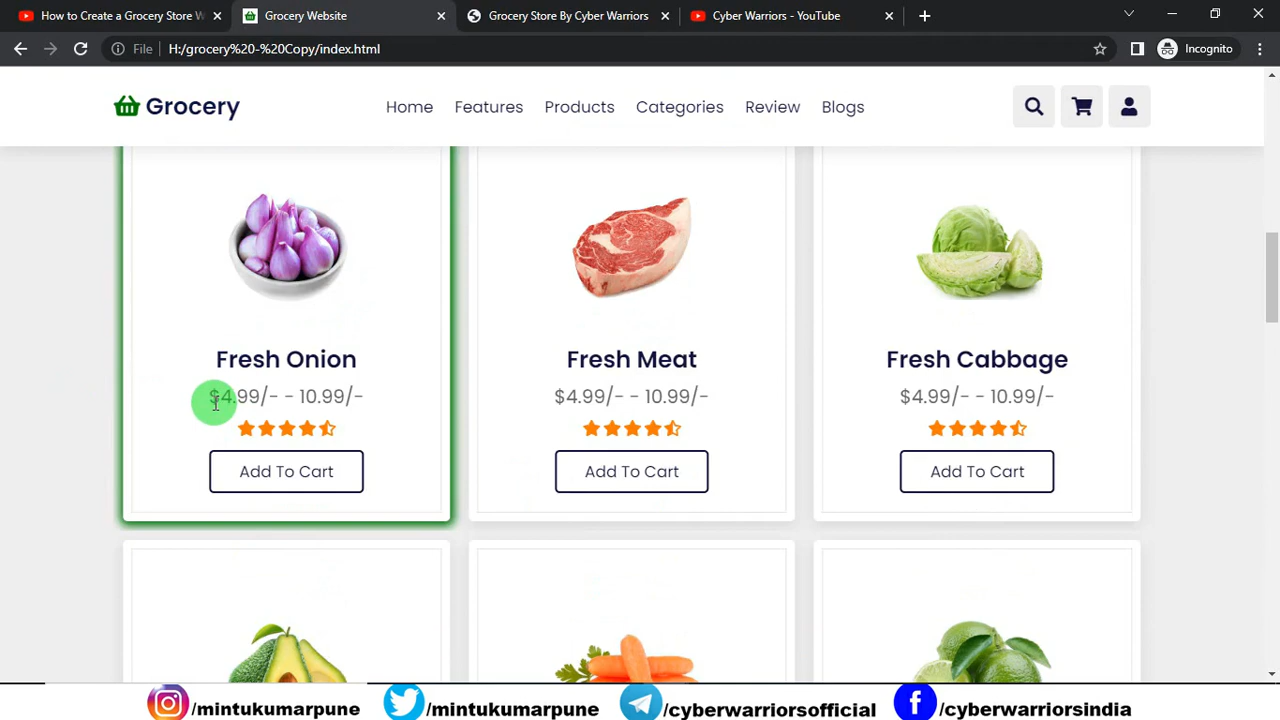 How to Create a Grocery Store W
Grocery Website
Grocery Store By Cyber Warriors
Cyber Warriors - YouTube
File
H:/grocery%20-%20Copy/index.html
Incognito
Grocery
Home
Features
Products
Categories
Review
Blogs
Fresh Onion
$4.99/- - 10.99/-
Add To Cart
Fresh Meat
$4.99/- - 10.99/-
Add To Cart
Fresh Cabbage
$4.99/- - 10.99/-
Add To Cart
/mintukumarpune
/mintukumarpune
/cyberwarriorsofficial
/cyberwarriorsindia